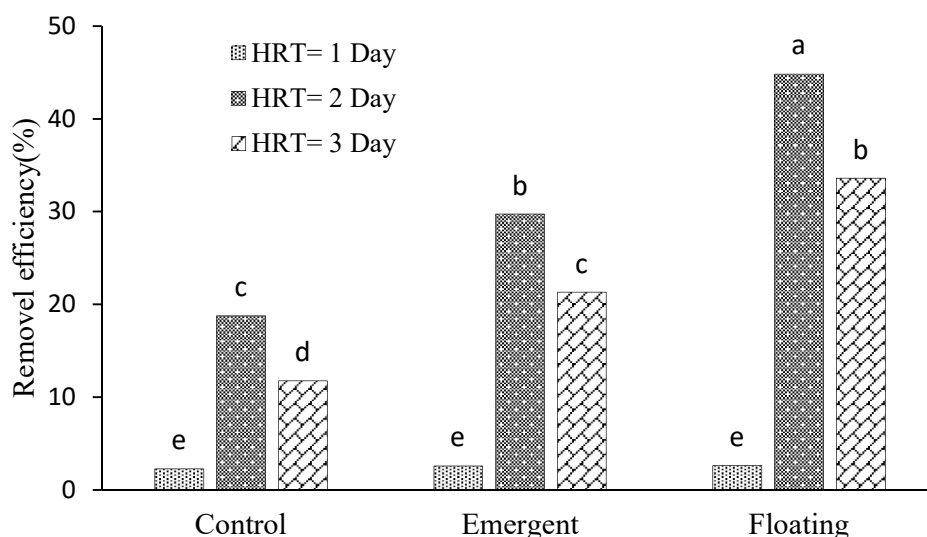 50
40
30
20
10
0
Removel efficiency(%)
HRT= 1 Day
HRT= 2 Day
HRT= 3 Day
e
c
d
e
b
c
e
a
b
Control
Emergent
Floating